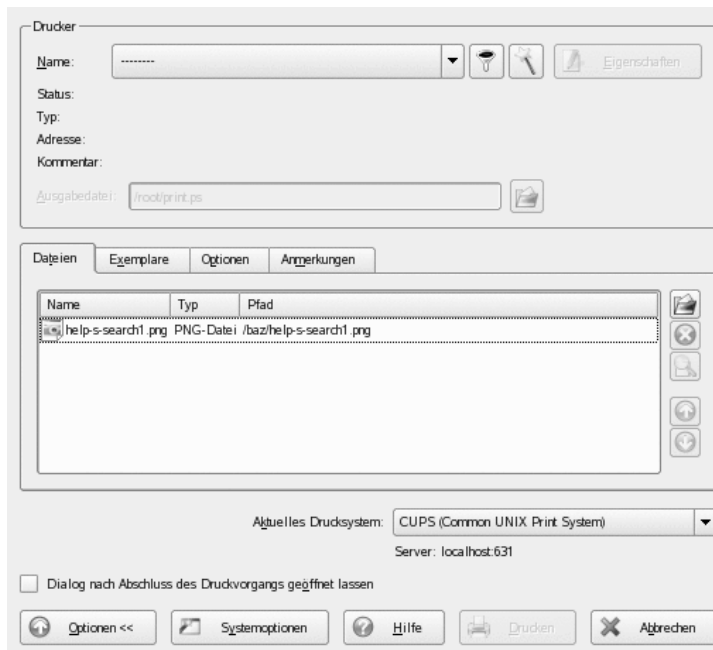 Drucker
Name: --------
Eigenschaften
Status:
Typ:
Adresse:
Kommentar:
Ausgabedatei: /root/print.ps
Dateien Exemplare Optionen Anmerkungen
Name Typ Pfad
help-s-search1.png PNG-Datei /baz/help-s-search1.png
Aktuelles Drucksystem: CUPS (Common UNIX Print System)
Server: localhost:631
Dialog nach Abschluss des Druckvorgangs geöffnet lassen
Optionen << Systemoptionen Hilfe Drucken Abbrechen